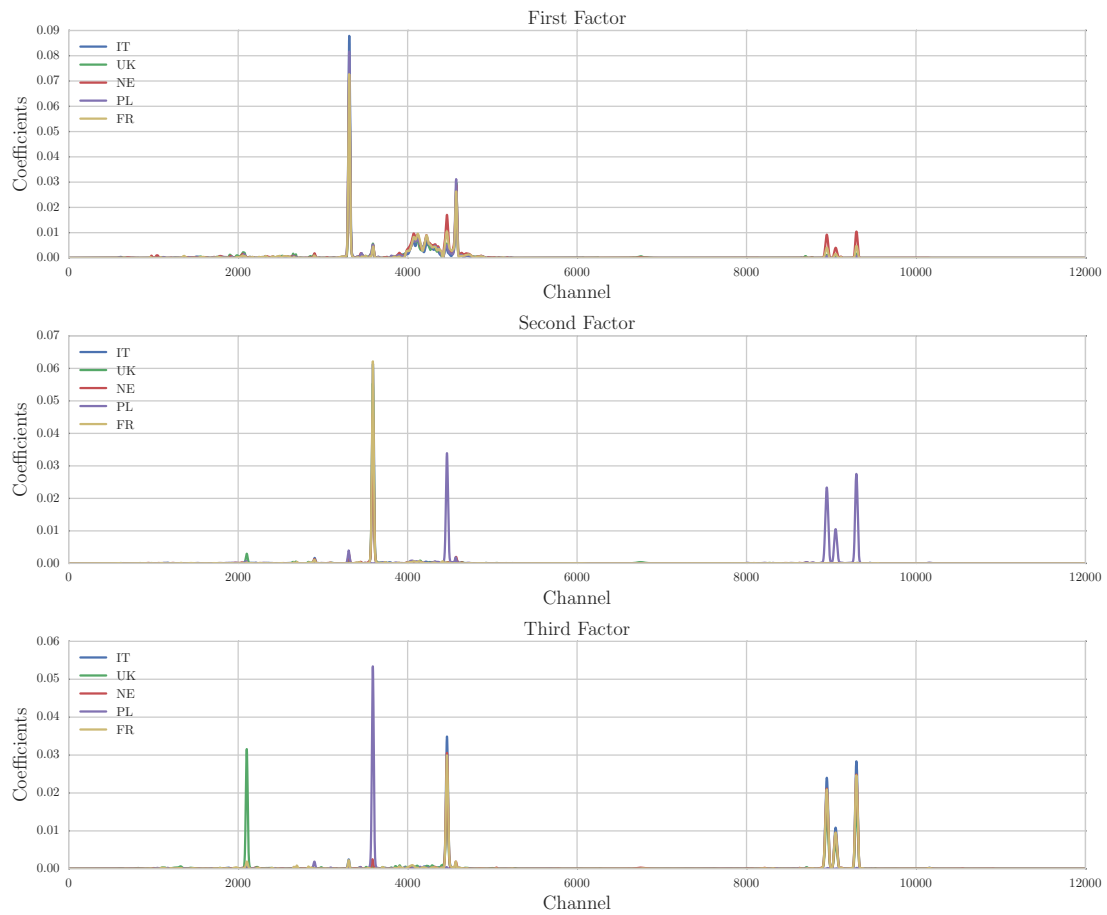 First Factor
0.09
0.08
0.07
0.06
0.05
0.04
0.03
0.02
0.01
0.00
Coefficients
IT
UK
NE
PL
FR
0 2000 4000 6000 8000 10000 12000
Channel
Second Factor
0.07
0.06
0.05
0.04
0.03
0.02
0.01
0.00
Coefficients
IT
UK
NE
PL
FR
0 2000 4000 6000 8000 10000 12000
Channel
Third Factor
0.06
0.05
0.04
0.03
0.02
0.01
0.00
Coefficients
IT
UK
NE
PL
FR
0 2000 4000 6000 8000 10000 12000
Channel